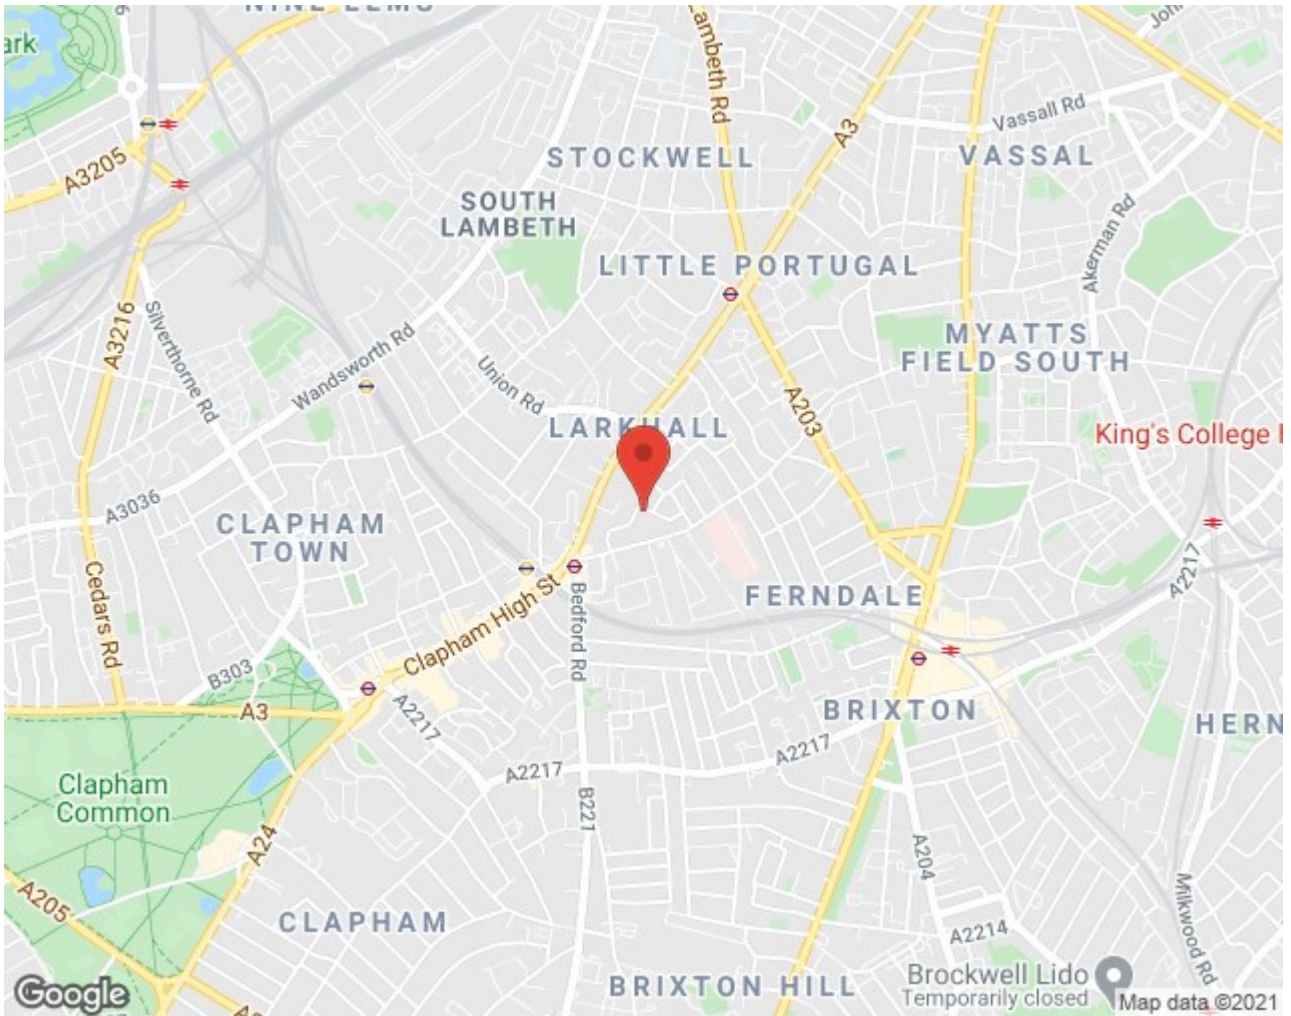 NINE ELMS
ark
A3205
Lambeth Rd
A3
Vassall Rd
STOCKWELL
VASSAL
SOUTH
LAMBETH
Akerman Rd
LITTLE PORTUGAL
A3216
Silverthorne Rd
Wandsworth Rd
Union Rd
MYATTS
FIELD SOUTH
A203
LARKHALL
King's College
A3036
CLAPHAM
TOWN
Cedars Rd
Clapham High St
Bedford Rd
FERNDALE
A2217
B303
A3
A2217
BRIXTON
HERN
A2217
A2217
Clapham
Common
B221
A24
A204
A205
CLAPHAM
Milkwood Rd
A2214
BRIXTON HILL
Brockwell Lido
Temporarily closed
Google
Map data ©2021